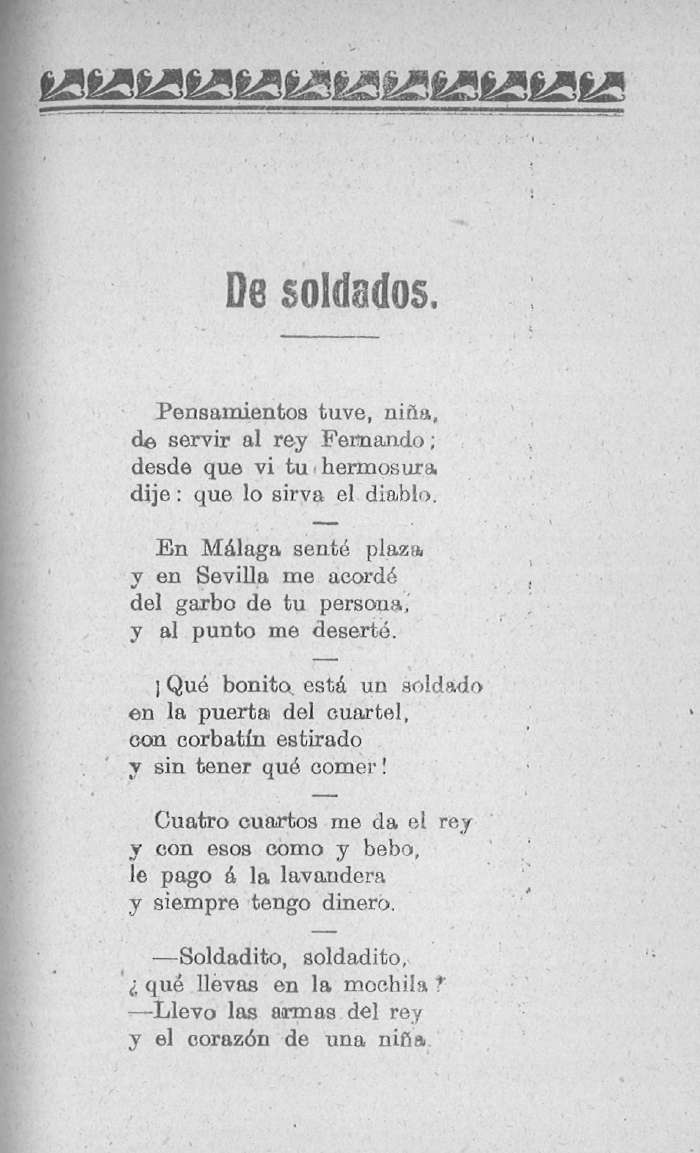 De soldados.
Pensamientos tuve, niña,
de servir al rey Fernando;
desde que vi tu hermosura
dije: que lo sirva el diablo.
En Málaga senté plaza
y en Sevilla me acordé
del garbo de tu persona,
y al punto me deserté.
¡Qué bonito está un soldado
en la puerta del cuartel,
con corbatín estirado
y sin tener qué comer!
Cuatro cuartos me da el rey
y con esos como y bebo,
le pago á la lavandera
y siempre tengo dinero.
—Soldadito, soldadito,
¿qué llevas en la mochila?
—Llevo las armas del rey
y el corazón de una niña.